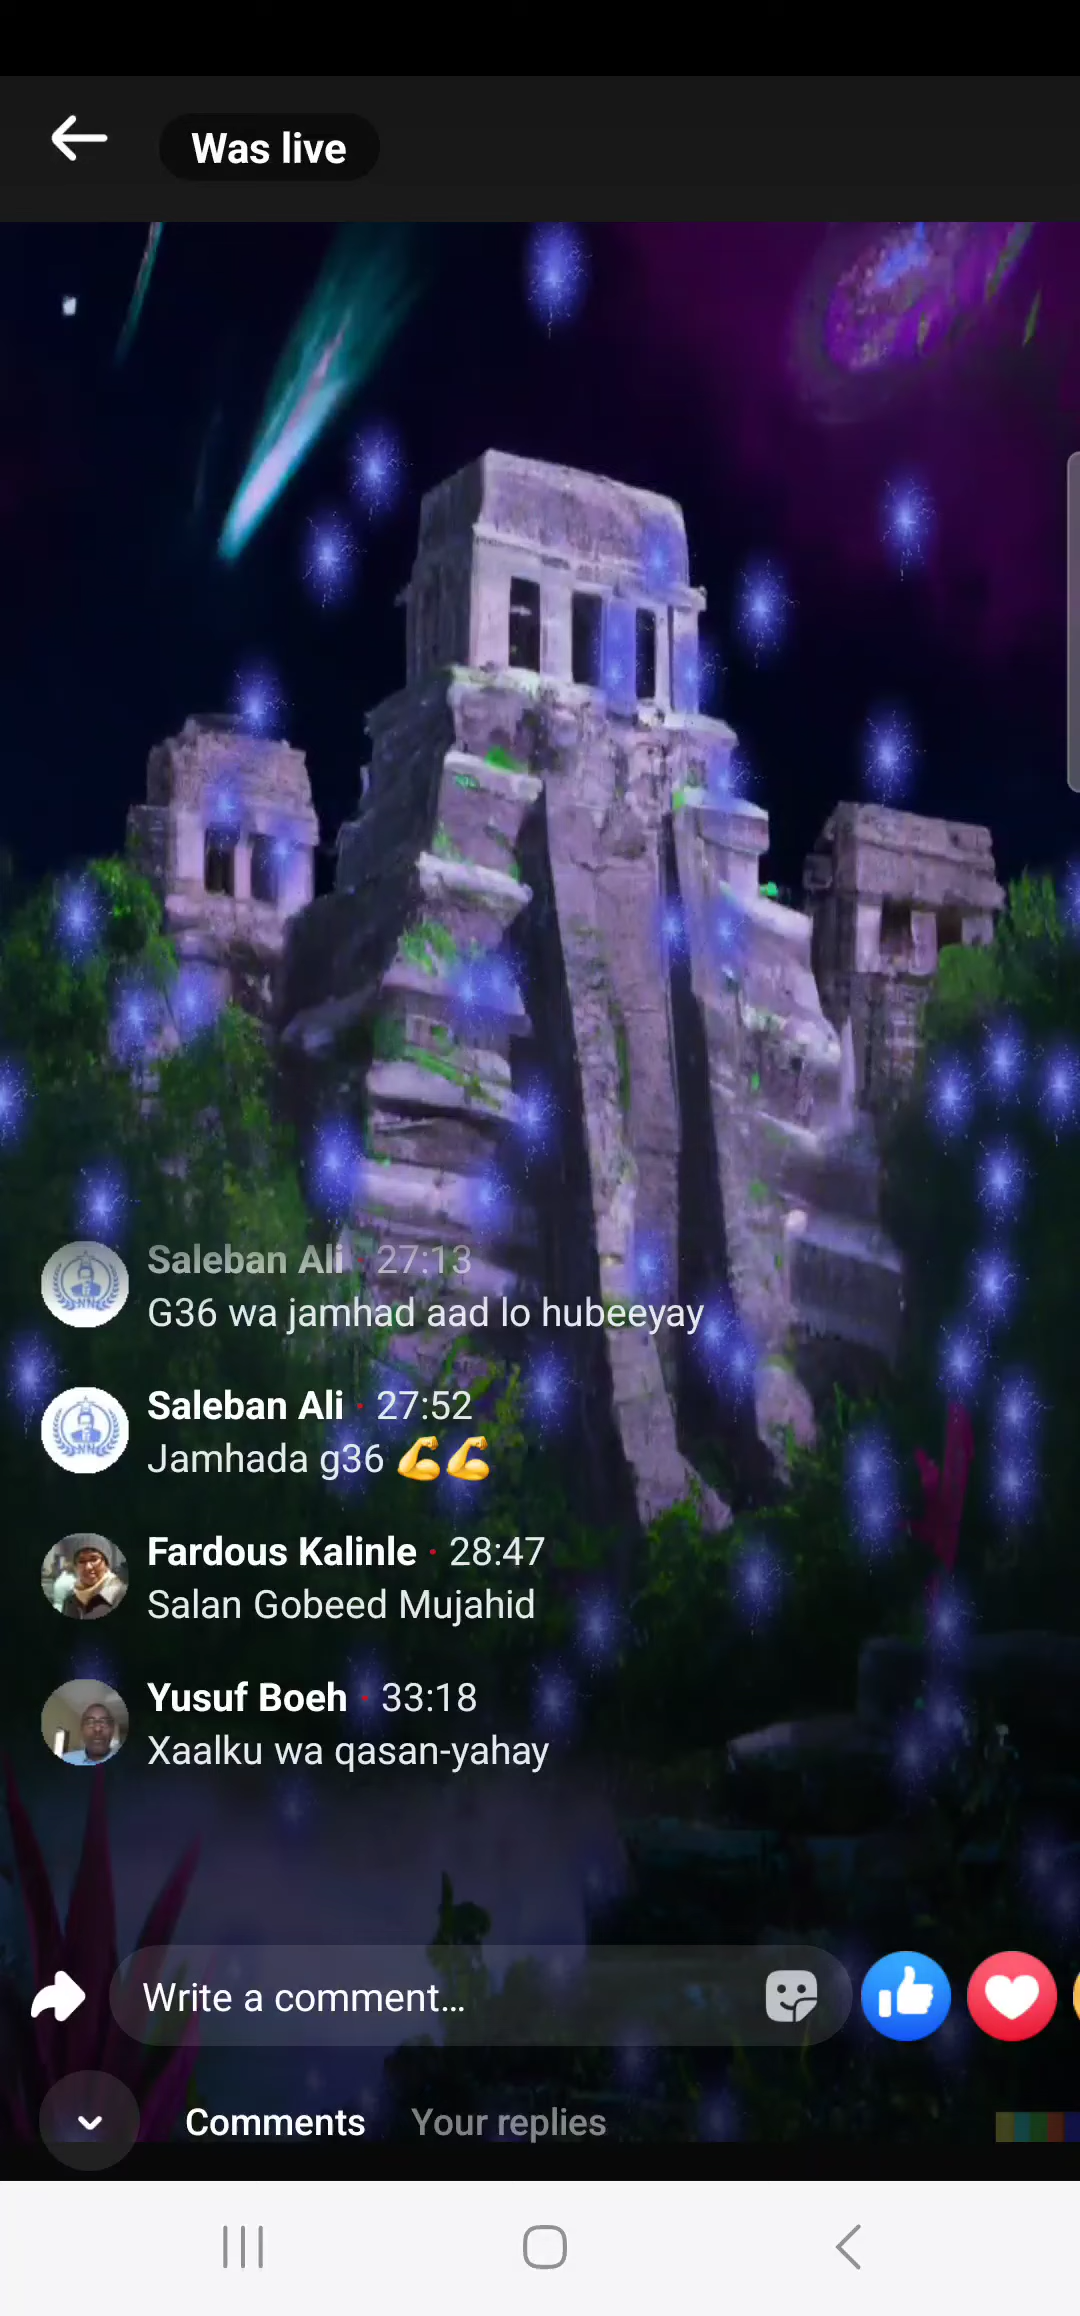 Was live
Saleban Ali · 27:13
G36 wa jamhad aad lo hubeeyay
Saleban Ali · 27:52
Jamhada g36 💪💪
Fardous Kalinle · 28:47
Salan Gobeed Mujahid
Yusuf Boeh · 33:18
Xaalku wa qasan-yahay
Write a comment...
Comments Your replies